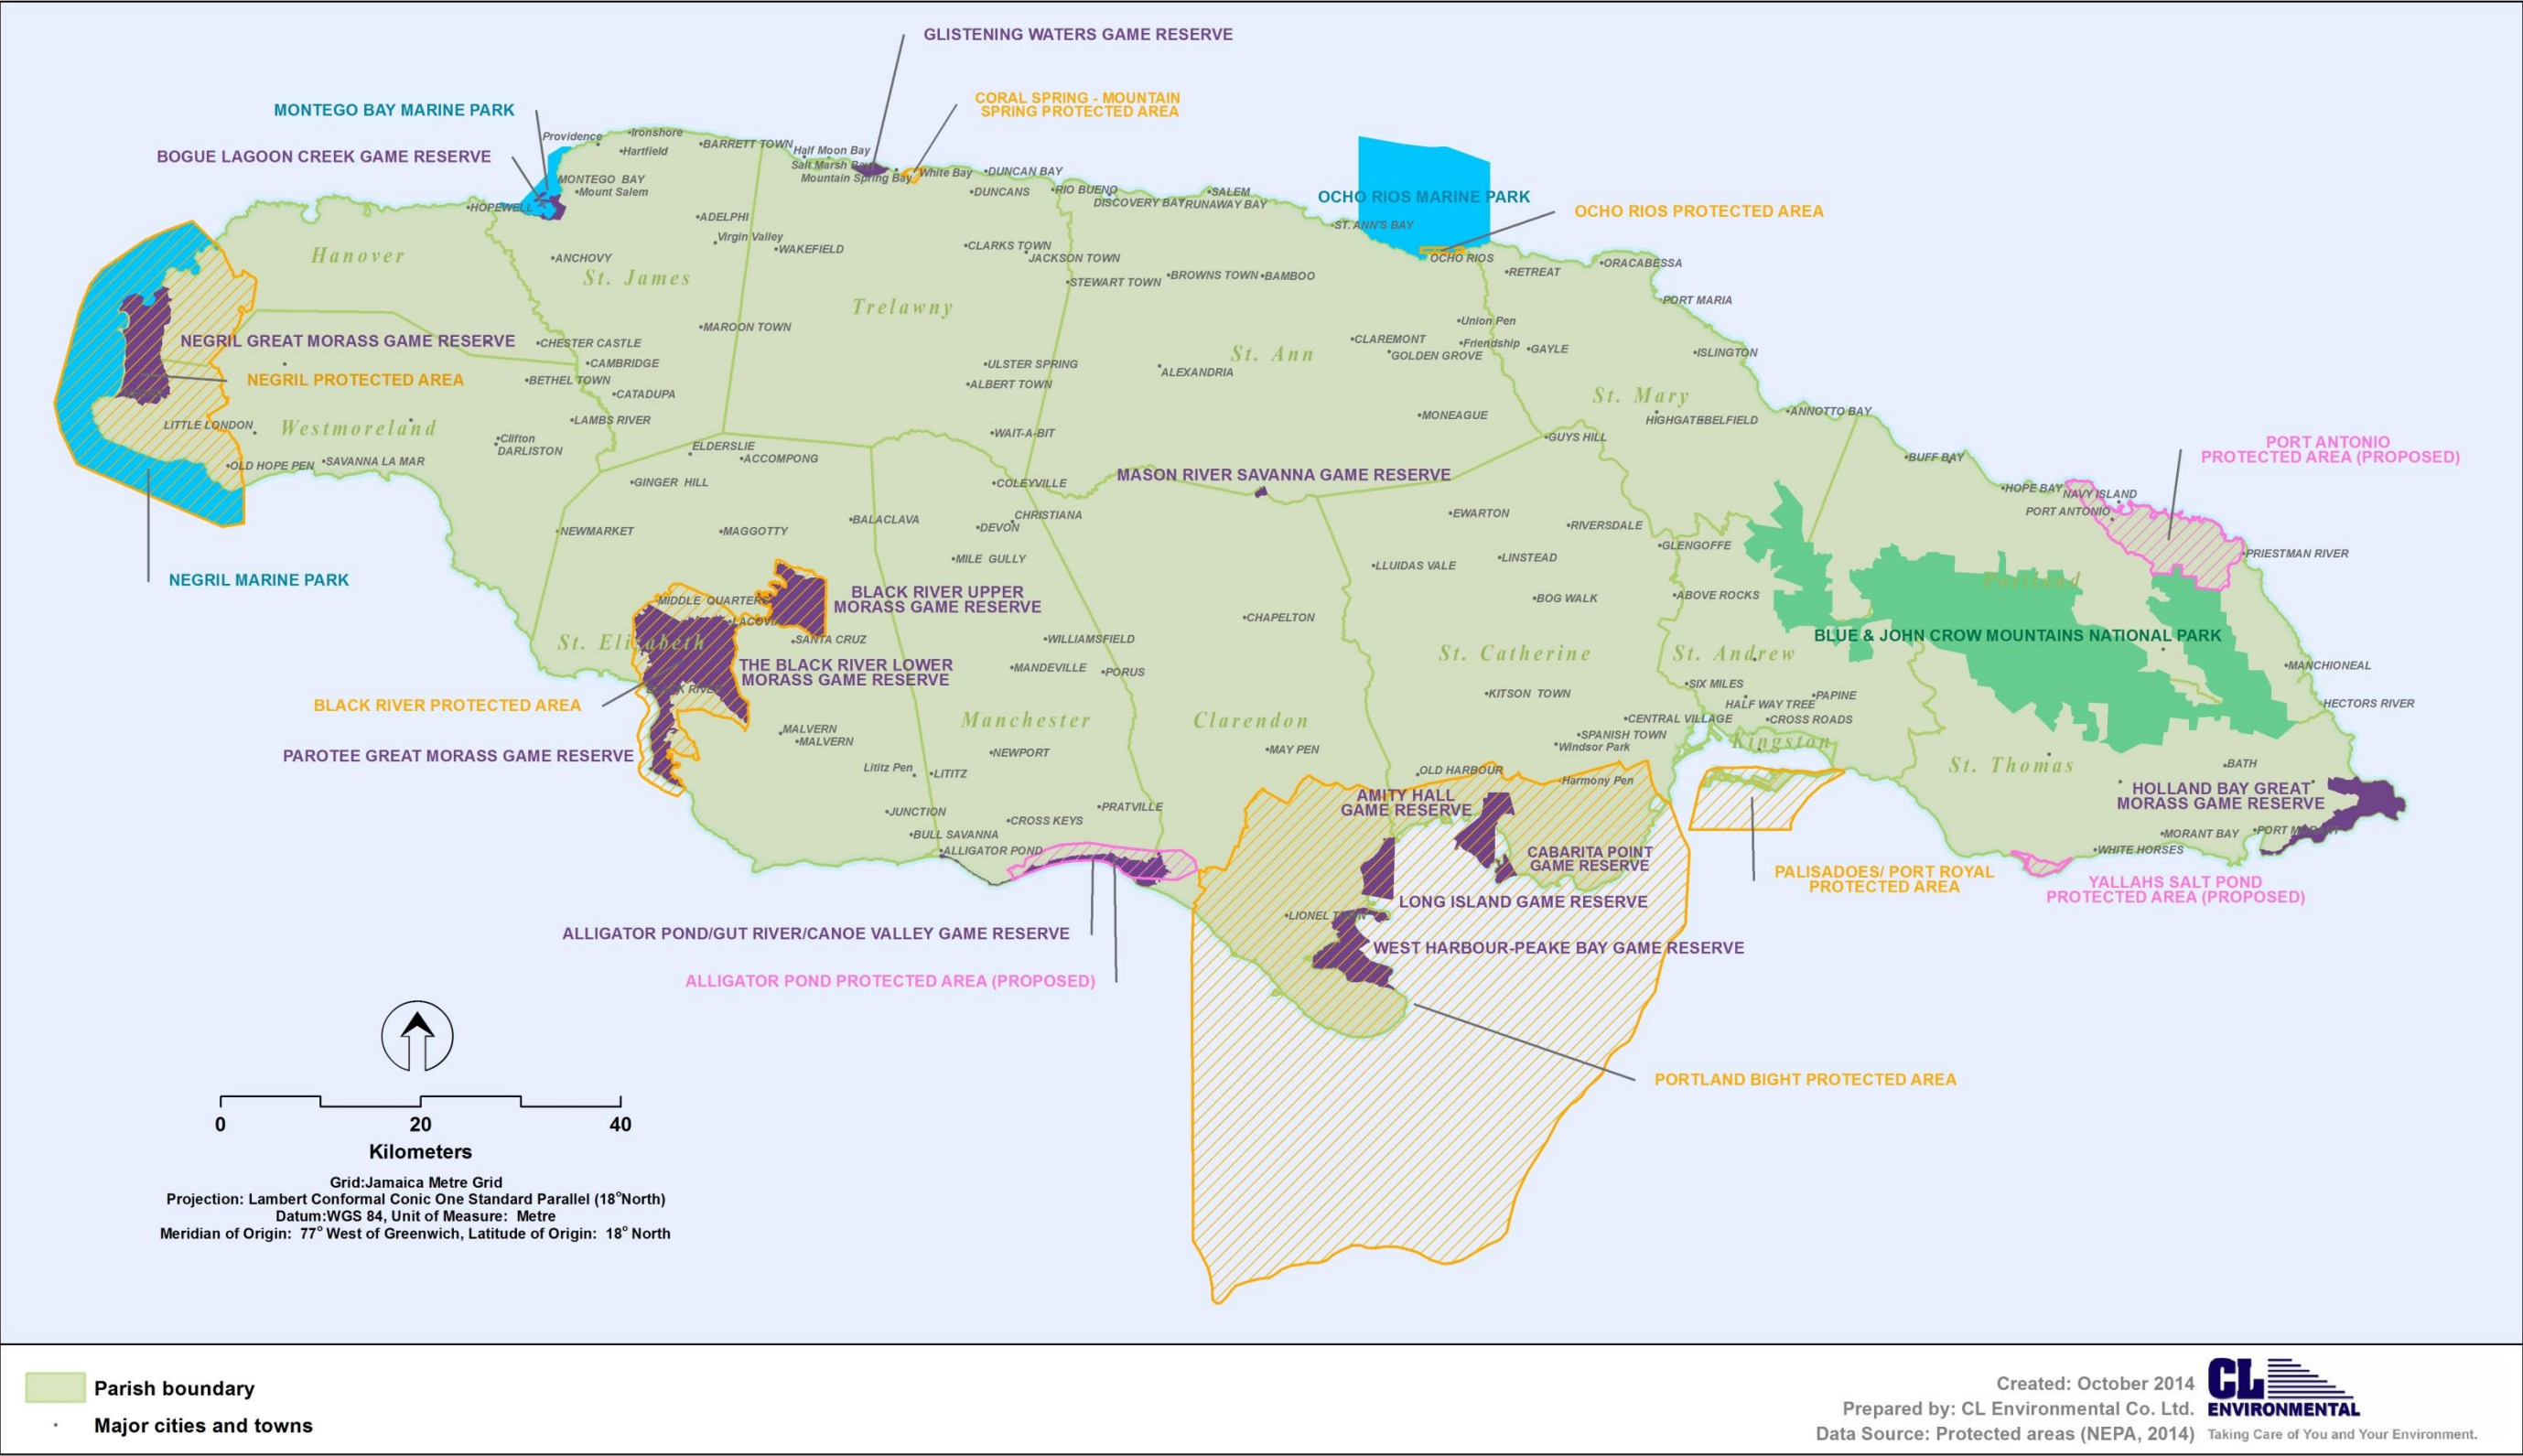 GLISTENING WATERS GAME RESERVE
CORAL SPRING - MOUNTAIN
SPRING PROTECTED AREA
MONTEGO BAY MARINE PARK
BOGUE LAGOON CREEK GAME RESERVE
Providence
Ironshore
Hartfield
BARRETT TOWN
Half Moon Bay
Salt Marsh Bay
Mountain Spring Bay
White Bay
DUNCAN BAY
MONTEGO BAY
Mount Salem
HOPEWELL
DUNCANS
RIO BUENO
DISCOVERY BAY
SALEM
RUNAWAY BAY
OCHO RIOS MARINE PARK
OCHO RIOS PROTECTED AREA
ST. ANN'S BAY
OCHO RIOS
ADELPHI
Virgin Valley
WAKEFIELD
CLARKS TOWN
JACKSON TOWN
Hanover
ANCHOVY
St. James
STEWART TOWN
BROWNS TOWN
BAMBOO
RETREAT
ORACABESSA
PORT MARIA
Trelawny
MAROON TOWN
Union Pen
NEGRIL GREAT MORASS GAME RESERVE
CHESTER CASTLE
CAMBRIDGE
ULSTER SPRING
ALEXANDRIA
St. Ann
CLAREMONT
GOLDEN GROVE
Friendship
GAYLE
ISLINGTON
NEGRIL PROTECTED AREA
BETHEL TOWN
CATADUPA
ALBERT TOWN
St. Mary
LITTLE LONDON
Westmoreland
LAMBS RIVER
MONEAGUE
HIGHGATE
BELFIELD
ANNOTTO BAY
Clifton
DARLISTON
ELDERSLIE
ACCOMPONG
WAIT-A-BIT
GUYS HILL
PORT ANTONIO
PROTECTED AREA (PROPOSED)
OLD HOPE PEN
SAVANNA LA MAR
BUFF BAY
GINGER HILL
COLEYVILLE
MASON RIVER SAVANNA GAME RESERVE
HOPE BAY
NAVY ISLAND
PORT ANTONIO
NEWMARKET
MAGGOTTY
BALACLAVA
DEVON
CHRISTIANA
EWARTON
RIVERSDALE
GLENGOFFE
PRIESTMAN RIVER
MILE GULLY
LLUIDAS VALE
LINSTEAD
NEGRIL MARINE PARK
Portland
MIDDLE QUARTERS
BLACK RIVER UPPER
MORASS GAME RESERVE
BOG WALK
ABOVE ROCKS
LACOVIA
CHAPELTON
St. Elizabeth
SANTA CRUZ
WILLIAMSFIELD
BLUE & JOHN CROW MOUNTAINS NATIONAL PARK
St. Catherine
St. Andrew
THE BLACK RIVER LOWER
MORASS GAME RESERVE
MANDEVILLE
PORUS
MANCHIONEAL
BLACK RIVER
SIX MILES
KITSON TOWN
HALF WAY TREE
PAPINE
HECTORS RIVER
BLACK RIVER PROTECTED AREA
Manchester
Clarendon
CENTRAL VILLAGE
CROSS ROADS
MALVERN
MALVERN
SPANISH TOWN
Windsor Park
Kingston
PAROTEE GREAT MORASS GAME RESERVE
NEWPORT
MAY PEN
Lititz Pen
LITITZ
OLD HARBOUR
Harmony Pen
St. Thomas
BATH
AMITY HALL
GAME RESERVE
HOLLAND BAY GREAT
MORASS GAME RESERVE
JUNCTION
CROSS KEYS
PRATVILLE
BULL SAVANNA
MORANT BAY
PORT MORANT
ALLIGATOR POND
CABARITA POINT
GAME RESERVE
WHITE HORSES
PALISADOES/ PORT ROYAL
PROTECTED AREA
YALLAHS SALT POND
PROTECTED AREA (PROPOSED)
LONG ISLAND GAME RESERVE
LIONEL TOWN
ALLIGATOR POND/GUT RIVER/CANOE VALLEY GAME RESERVE
WEST HARBOUR-PEAKE BAY GAME RESERVE
ALLIGATOR POND PROTECTED AREA (PROPOSED)
PORTLAND BIGHT PROTECTED AREA
0 20 40
Kilometers
Grid:Jamaica Metre Grid
Projection: Lambert Conformal Conic One Standard Parallel (18°North)
Datum:WGS 84, Unit of Measure: Metre
Meridian of Origin: 77° West of Greenwich, Latitude of Origin: 18° North
Parish boundary
Major cities and towns
Created: October 2014
Prepared by: CL Environmental Co. Ltd.
Data Source: Protected areas (NEPA, 2014)
CL
ENVIRONMENTAL
Taking Care of You and Your Environment.